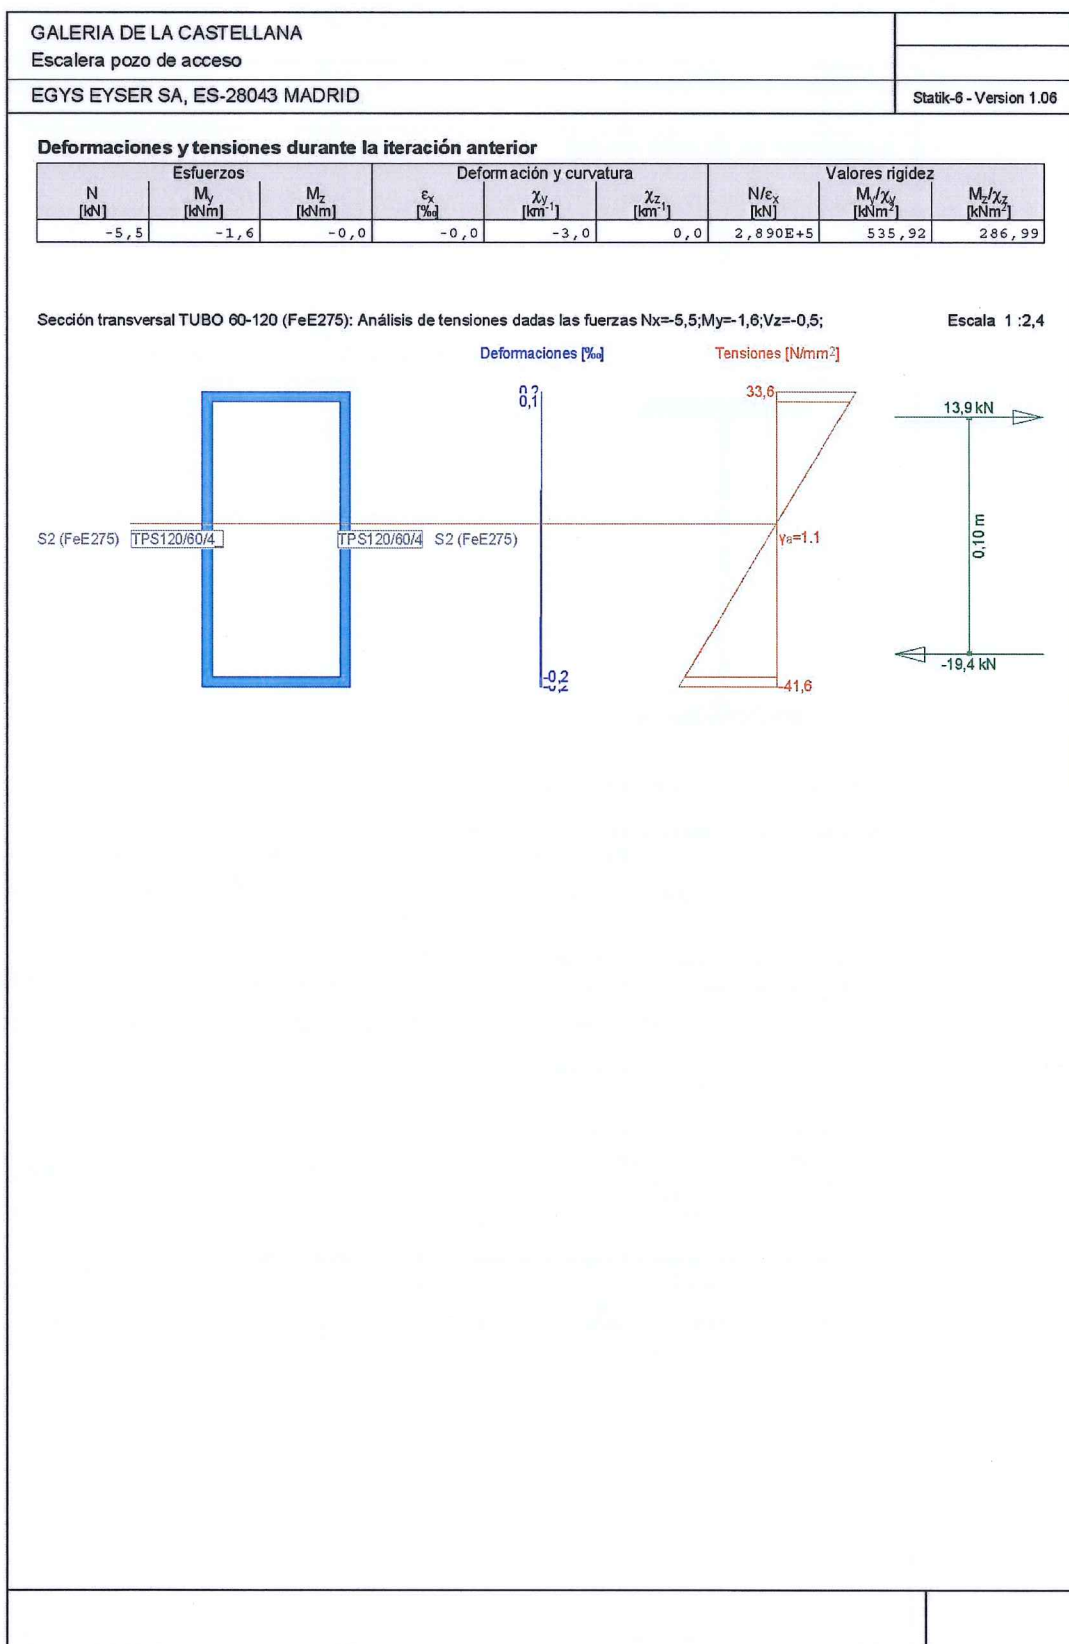 GALERIA DE LA CASTELLANA
Escalera pozo de acceso
EGYS EYSER SA, ES-28043 MADRID
Statik-6 - Version 1.06
Deformaciones y tensiones durante la iteración anterior
Esfuerzos Deformación y curvatura Valores rigidez
N My Mz εx χy χz N/εx My/χy Mz/χz
[kN] [kNm] [kNm] [‰] [km⁻¹] [km⁻¹] [kN] [kNm²] [kNm²]
-5,5 -1,6 -0,0 -0,0 -3,0 0,0 2,890E+5 535,92 286,99
Sección transversal TUBO 60-120 (FeE275): Análisis de tensiones dadas las fuerzas Nx=-5,5;My=-1,6;Vz=-0,5; Escala 1 :2,4
Deformaciones [‰] Tensiones [N/mm²]
0,2
0,1
33,6
13,9 kN
S2 (FeE275) TPS120/60/4 TPS120/60/4 S2 (FeE275)
γa=1.1
0,10 m
-0,2
-0,2
-41,6
-19,4 kN